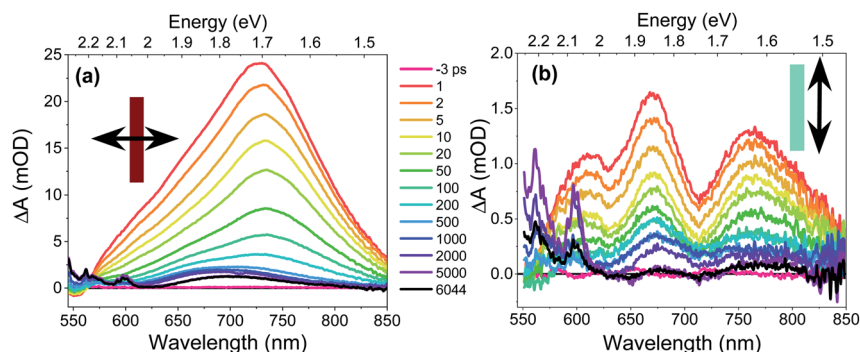 Energy (eV)
2.2 2.1 2 1.9 1.8 1.7 1.6 1.5
(a)
25
20
15
10
5
0
ΔA (mOD)
550 600 650 700 750 800 850
Wavelength (nm)
-3 ps
1
2
5
10
20
50
100
200
500
1000
2000
5000
6044
Energy (eV)
2.2 2.1 2 1.9 1.8 1.7 1.6 1.5
(b)
2.0
1.5
1.0
0.5
0.0
ΔA (mOD)
550 600 650 700 750 800 850
Wavelength (nm)